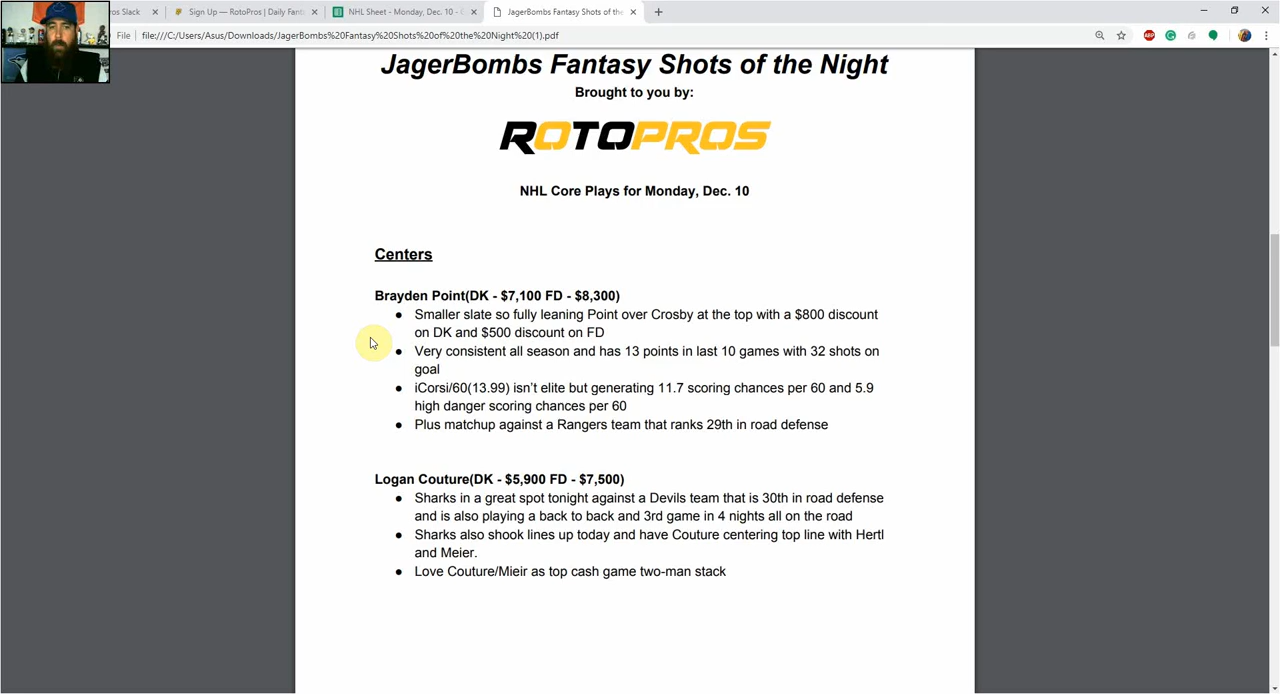 ros Slack
Sign Up — RotoPros | Daily Fant
NHL Sheet - Monday, Dec. 10 - G
JagerBombs Fantasy Shots of the
File
file:///C:/Users/Asus/Downloads/JagerBombs%20Fantasy%20Shots%20of%20the%20Night%20(1).pdf
JagerBombs Fantasy Shots of the Night
Brought to you by:
ROTOPROS
NHL Core Plays for Monday, Dec. 10
Centers
Brayden Point(DK - $7,100 FD - $8,300)
● Smaller slate so fully leaning Point over Crosby at the top with a $800 discount
on DK and $500 discount on FD
● Very consistent all season and has 13 points in last 10 games with 32 shots on
goal
● iCorsi/60(13.99) isn't elite but generating 11.7 scoring chances per 60 and 5.9
high danger scoring chances per 60
● Plus matchup against a Rangers team that ranks 29th in road defense
Logan Couture(DK - $5,900 FD - $7,500)
● Sharks in a great spot tonight against a Devils team that is 30th in road defense
and is also playing a back to back and 3rd game in 4 nights all on the road
● Sharks also shook lines up today and have Couture centering top line with Hertl
and Meier.
● Love Couture/Mieir as top cash game two-man stack